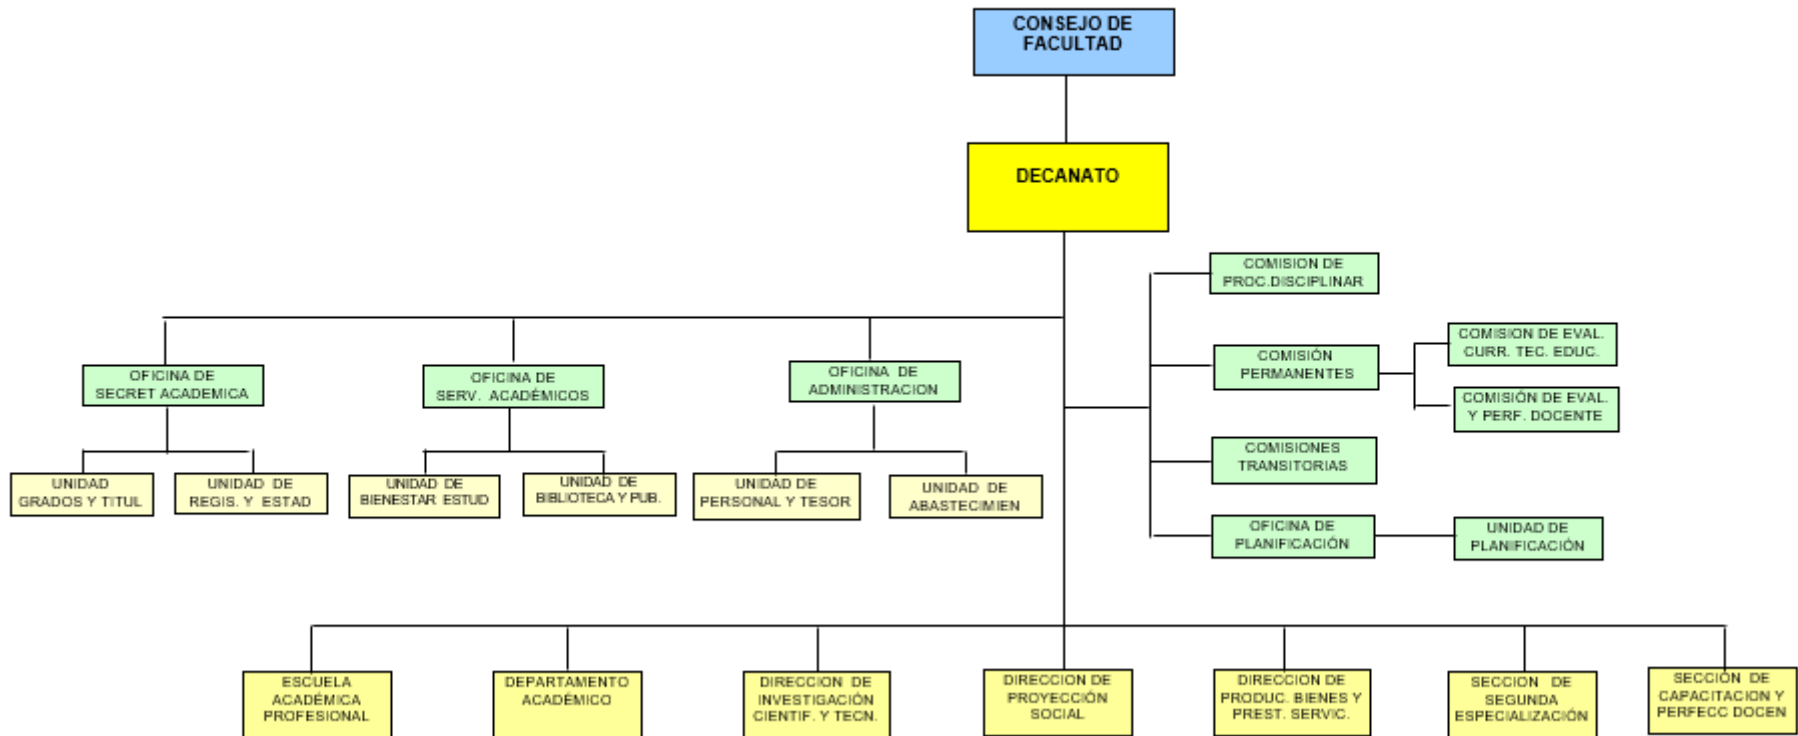 CONSEJO DE
FACULTAD
DECANATO
COMISION DE
PROC.DISCIPLINAR
COMISIÓN
PERMANENTES
COMISION DE EVAL.
CURR. TEC. EDUC.
COMISIÓN DE EVAL.
Y PERF. DOCENTE
COMISIONES
TRANSITORIAS
OFICINA DE
PLANIFICACIÓN
UNIDAD DE
PLANIFICACIÓN
OFICINA DE
SECRET ACADEMICA
OFICINA DE
SERV. ACADÉMICOS
OFICINA DE
ADMINISTRACION
UNIDAD
GRADOS Y TITUL
UNIDAD DE
REGIS. Y ESTAD
UNIDAD DE
BIENESTAR ESTUD
UNIDAD DE
BIBLIOTECA Y PUB.
UNIDAD DE
PERSONAL Y TESOR
UNIDAD DE
ABASTECIMIEN
ESCUELA
ACADÉMICA
PROFESIONAL
DEPARTAMENTO
ACADÉMICO
DIRECCION DE
INVESTIGACIÓN
CIENTIF. Y TECN.
DIRECCION DE
PROYECCIÓN
SOCIAL
DIRECCION DE
PRODUC. BIENES Y
PREST. SERVIC.
SECCION DE
SEGUNDA
ESPECIALIZACIÓN
SECCIÓN DE
CAPACITACION Y
PERFECC DOCEN